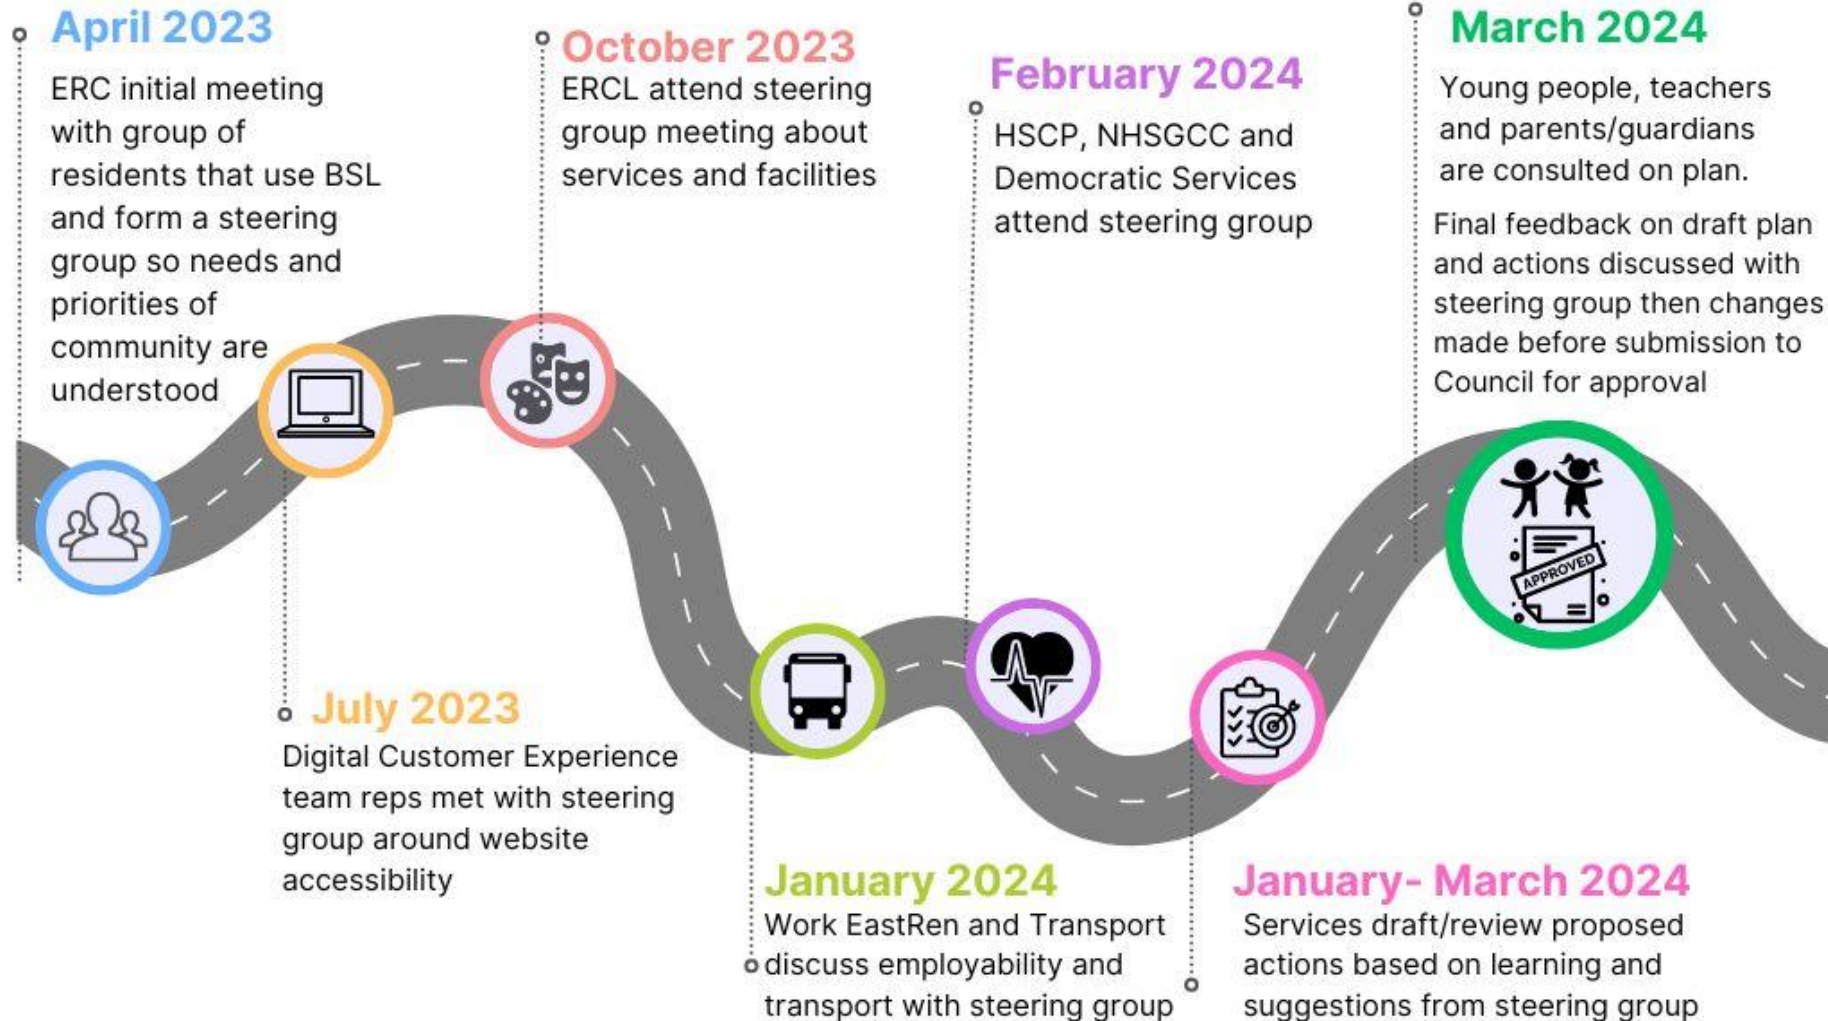 April 2023
ERC initial meeting
with group of
residents that use BSL
and form a steering
group so needs and
priorities of
community are
understood
July 2023
Digital Customer Experience
team reps met with steering
group around website
accessibility
October 2023
ERCL attend steering
group meeting about
services and facilities
January 2024
Work EastRen and Transport
discuss employability and
transport with steering group
February 2024
HSCP, NHSGCC and
Democratic Services
attend steering group
January- March 2024
Services draft/review proposed
actions based on learning and
suggestions from steering group
March 2024
Young people, teachers
and parents/guardians
are consulted on plan.
Final feedback on draft plan
and actions discussed with
steering group then changes
made before submission to
Council for approval
APPROVED